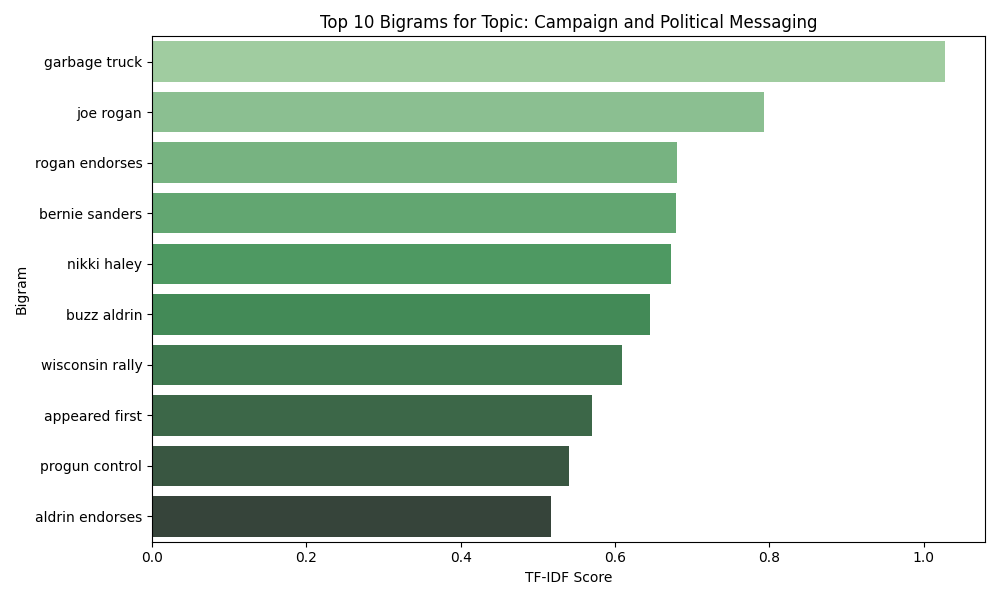 Top 10 Bigrams for Topic: Campaign and Political Messaging
Bigram
garbage truck
joe rogan
rogan endorses
bernie sanders
nikki haley
buzz aldrin
wisconsin rally
appeared first
progun control
aldrin endorses
0.0 0.2 0.4 0.6 0.8 1.0
TF-IDF Score